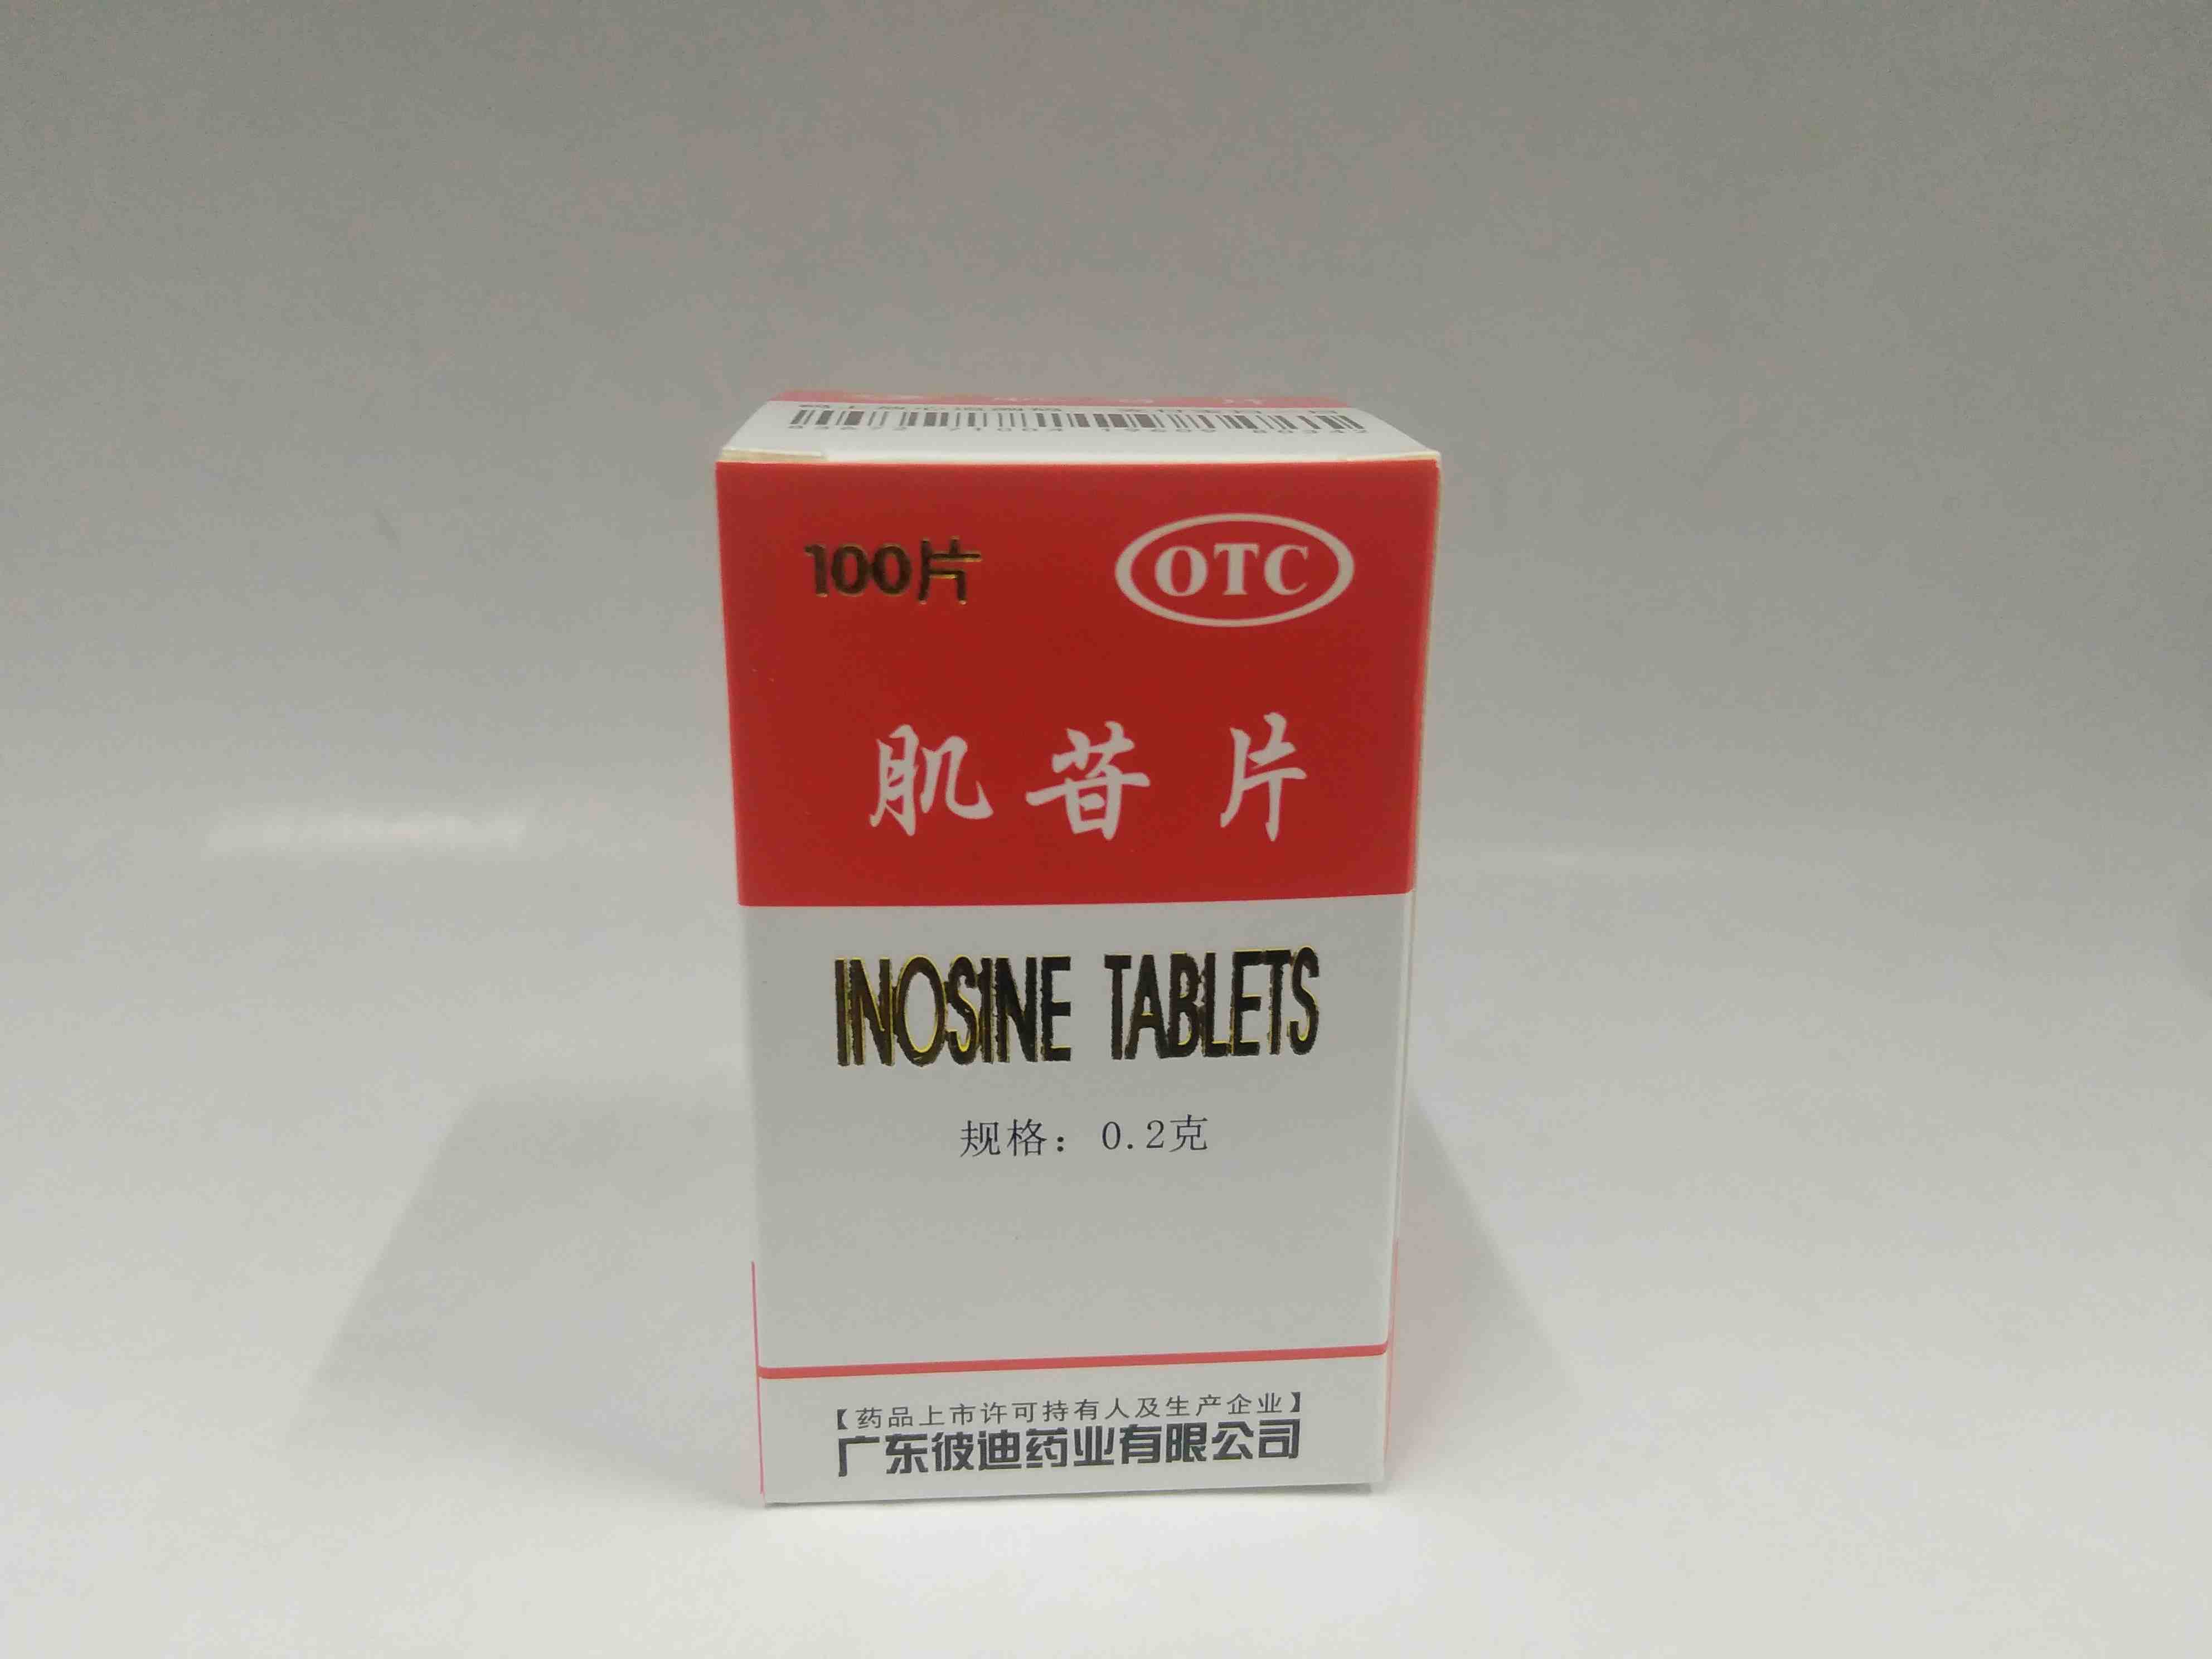 100片
OTC
肌苷片
INOSINE TABLETS
规格：0.2克
【药品上市许可持有人及生产企业】
广东彼迪药业有限公司